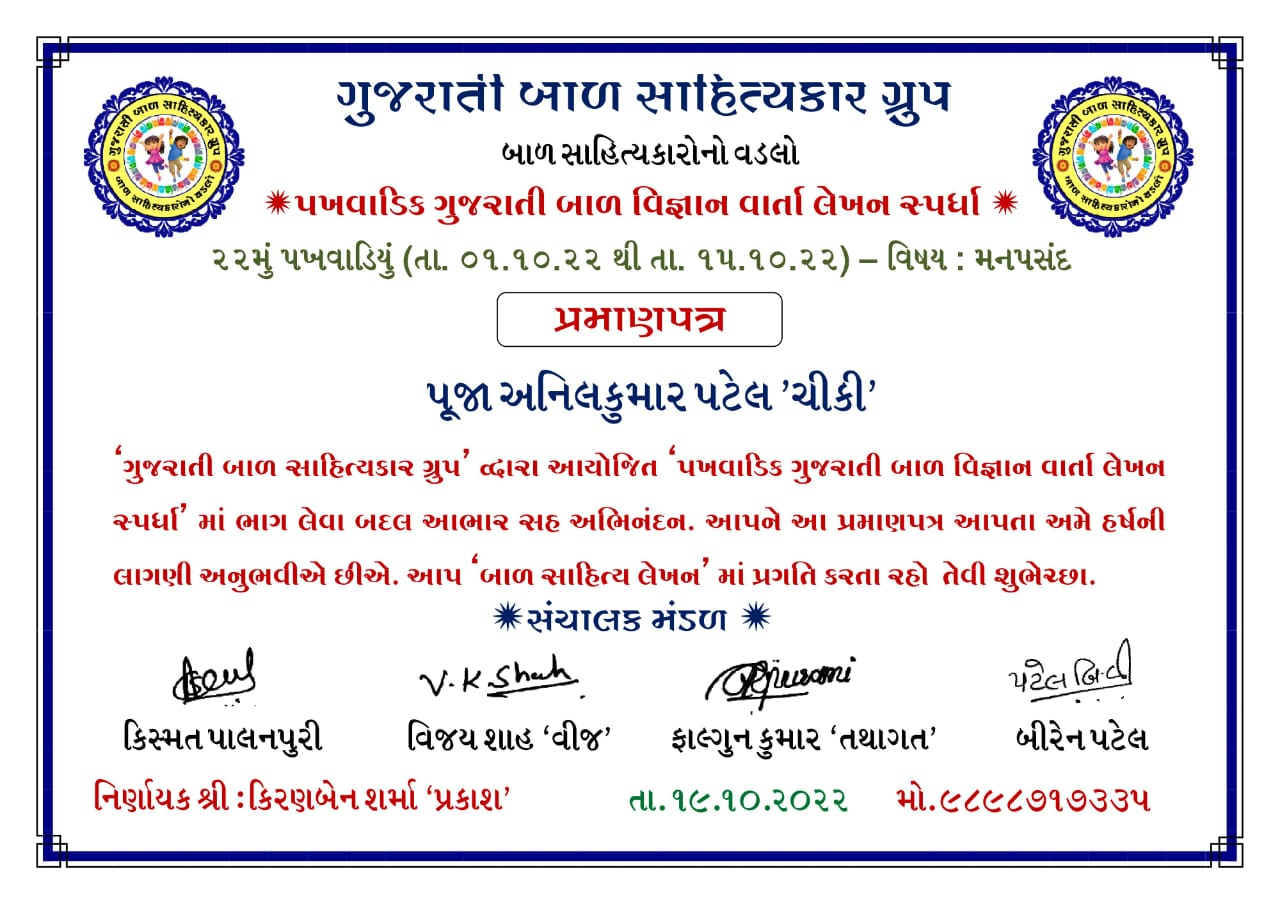 ગુજરાતી બાળ સાહિત્યકાર ગ્રુપ
બાળ સાહિત્યકારોનો વડલો
પખવાડિક ગુજરાતી બાળ વિજ્ઞાન વાર્તા લેખન સ્પર્ધા
૨૨મું પખવાડિયું (તા. ૦૧.૧૦.૨૨ થી તા. ૧૫.૧૦.૨૨) – વિષય : મનપસંદ
ગુજરાતી બાળ સાહિત્યકાર ગ્રુપ
બાળ સાહિત્યકારોનો વડલો
ગુજરાતી બાળ સાહિત્યકાર ગ્રુપ
બાળ સાહિત્યકારોનો વડલો
પ્રમાણપત્ર
પૂજા અનિલકુમાર પટેલ ’ચીકી’
‘ગુજરાતી બાળ સાહિત્યકાર ગ્રુપ’ દ્વારા આયોજિત ‘પખવાડિક ગુજરાતી બાળ વિજ્ઞાન વાર્તા લેખન
સ્પર્ધા’ માં ભાગ લેવા બદલ આભાર સહ અભિનંદન. આપને આ પ્રમાણપત્ર આપતા અમે હર્ષની
લાગણી અનુભવીએ છીએ. આપ ‘બાળ સાહિત્ય લેખન’ માં પ્રગતિ કરતા રહો તેવી શુભેચ્છા.
સંચાલક મંડળ
V.K Shah
પટેલ બિ.વી
કિસ્મત પાલનપુરી
વિજય શાહ ‘વીજ’
ફાલ્ગુન કુમાર ‘તથાગત’
બીરેન પટેલ
નિર્ણાયક શ્રી : કિરણબેન શર્મા ‘પ્રકાશ’
તા. ૧૯.૧૦.૨૦૨૨
મો.૯૮૯૮૭૧૭૩૩૫